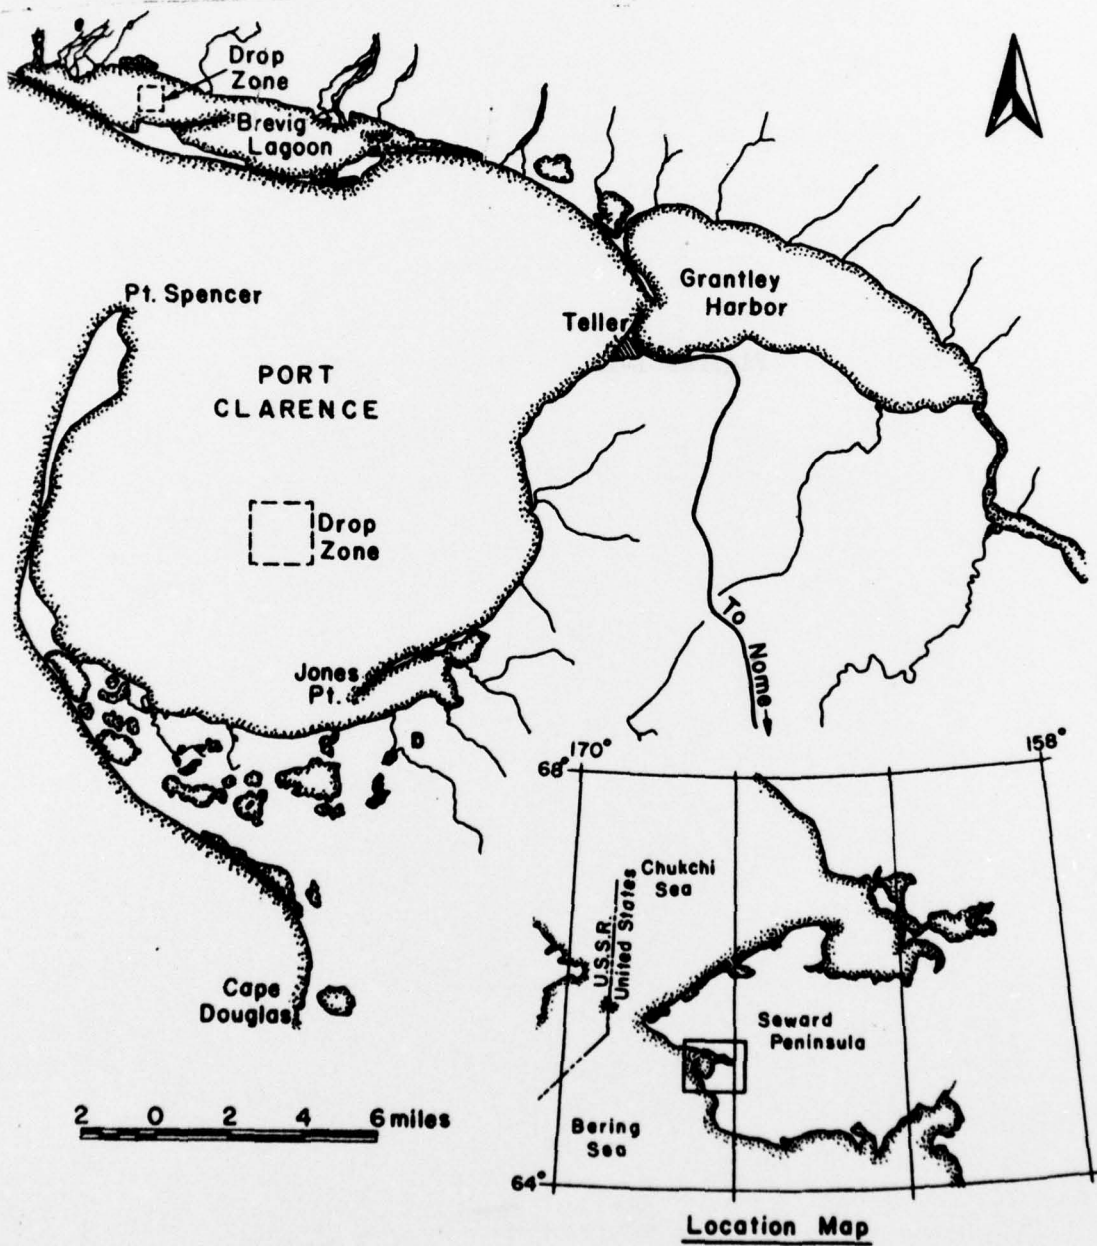 Drop
Zone
Brevig
Lagoon
Pt. Spencer
Grantley
Harbor
Teller
PORT
CLARENCE
Drop
Zone
To
Nome
Jones
Pt.
D
Cape
Douglas
2 0 2 4 6 miles
170° 158°
68°
Chukchi
Sea
U.S.S.R.
United States
Seward
Peninsula
Bering
Sea
64°
Location Map